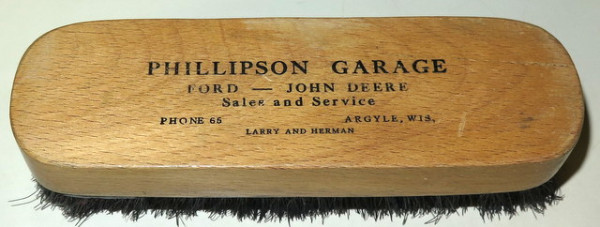 PHILLIPSON GARAGE
FORD — JOHN DEERE
Sales and Service
PHONE 65 ARGYLE, WIS.
LARRY AND HERMAN